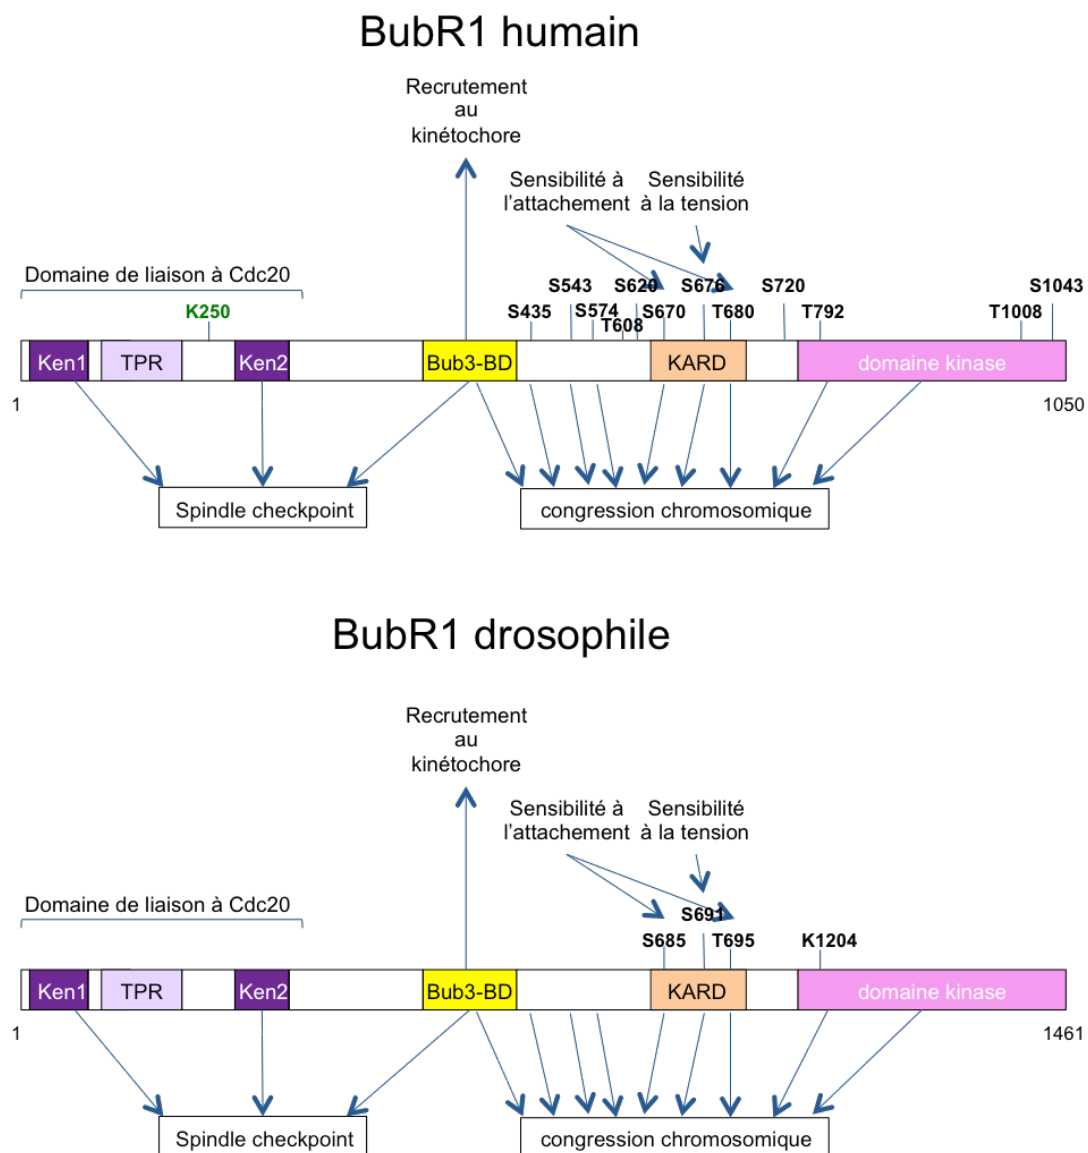 BubR1 humain
Recrutement
au
kinétochore
Sensibilité à
l'attachement
Sensibilité
à la tension
Domaine de liaison à Cdc20
S543 S620 S676 S720 S1043
K250 S435 S574 T608 S670 T680 T792 T1008
Ken1 TPR Ken2 Bub3-BD KARD domaine kinase
1 1050
Spindle checkpoint congression chromosomique
BubR1 drosophile
Recrutement
au
kinétochore
Sensibilité à
l'attachement
Sensibilité
à la tension
Domaine de liaison à Cdc20
S691
S685 T695 K1204
Ken1 TPR Ken2 Bub3-BD KARD domaine kinase
1 1461
Spindle checkpoint congression chromosomique